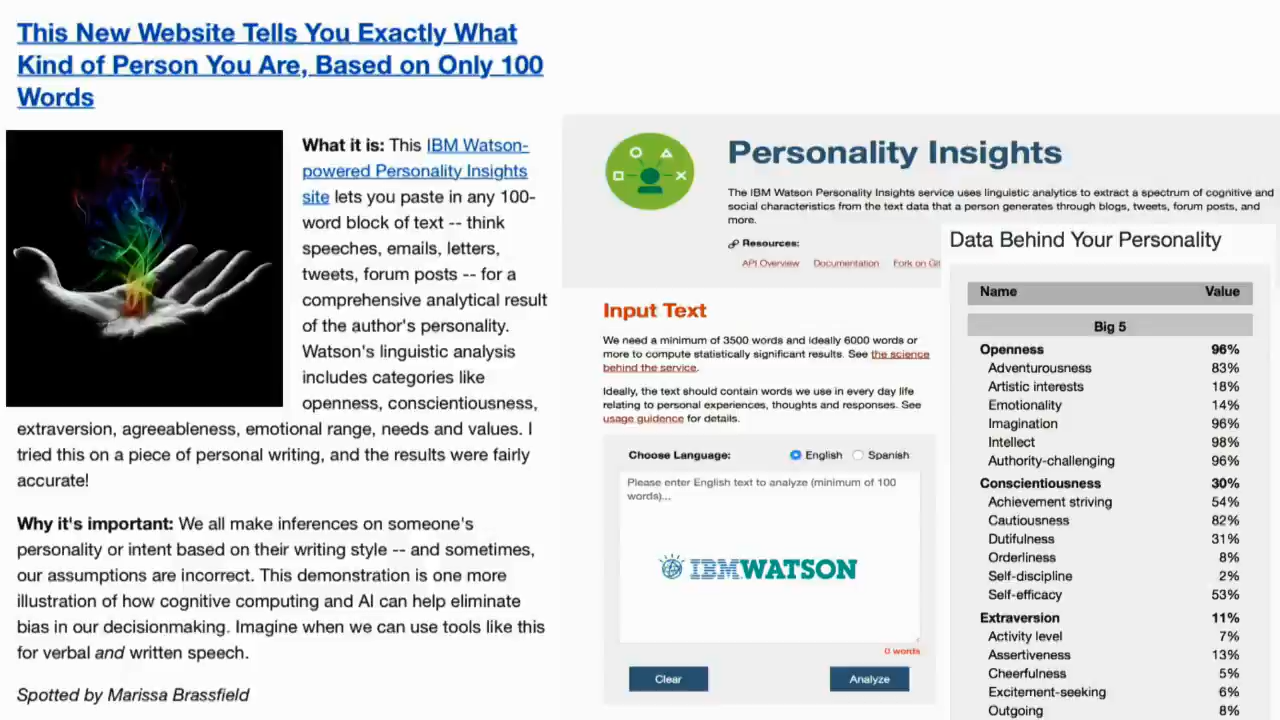 This New Website Tells You Exactly What
Kind of Person You Are, Based on Only 100
Words
What it is: This IBM Watson-
powered Personality Insights
site lets you paste in any 100-
word block of text -- think
speeches, emails, letters,
tweets, forum posts -- for a
comprehensive analytical result
of the author's personality.
Watson's linguistic analysis
includes categories like
openness, conscientiousness,
extraversion, agreeableness, emotional range, needs and values. I
tried this on a piece of personal writing, and the results were fairly
accurate!
Why it's important: We all make inferences on someone's
personality or intent based on their writing style -- and sometimes,
our assumptions are incorrect. This demonstration is one more
illustration of how cognitive computing and AI can help eliminate
bias in our decisionmaking. Imagine when we can use tools like this
for verbal and written speech.
Spotted by Marissa Brassfield
Personality Insights
The IBM Watson Personality Insights service uses linguistic analytics to extract a spectrum of cognitive and
social characteristics from the text data that a person generates through blogs, tweets, forum posts, and
more.
Resources:
API Overview Documentation Fork on Git
Input Text
We need a minimum of 3500 words and ideally 6000 words or
more to compute statistically significant results. See the science
behind the service.
Ideally, the text should contain words we use in every day life
relating to personal experiences, thoughts and responses. See
usage guidence for details.
Choose Language: English Spanish
Please enter English text to analyze (minimum of 100
words)...
IBM WATSON
0 words
Clear Analyze
Data Behind Your Personality
Name Value
Big 5
Openness 96%
Adventurousness 83%
Artistic interests 18%
Emotionality 14%
Imagination 96%
Intellect 98%
Authority-challenging 96%
Conscientiousness 30%
Achievement striving 54%
Cautiousness 82%
Dutifulness 31%
Orderliness 8%
Self-discipline 2%
Self-efficacy 53%
Extraversion 11%
Activity level 7%
Assertiveness 13%
Cheerfulness 5%
Excitement-seeking 6%
Outgoing 8%